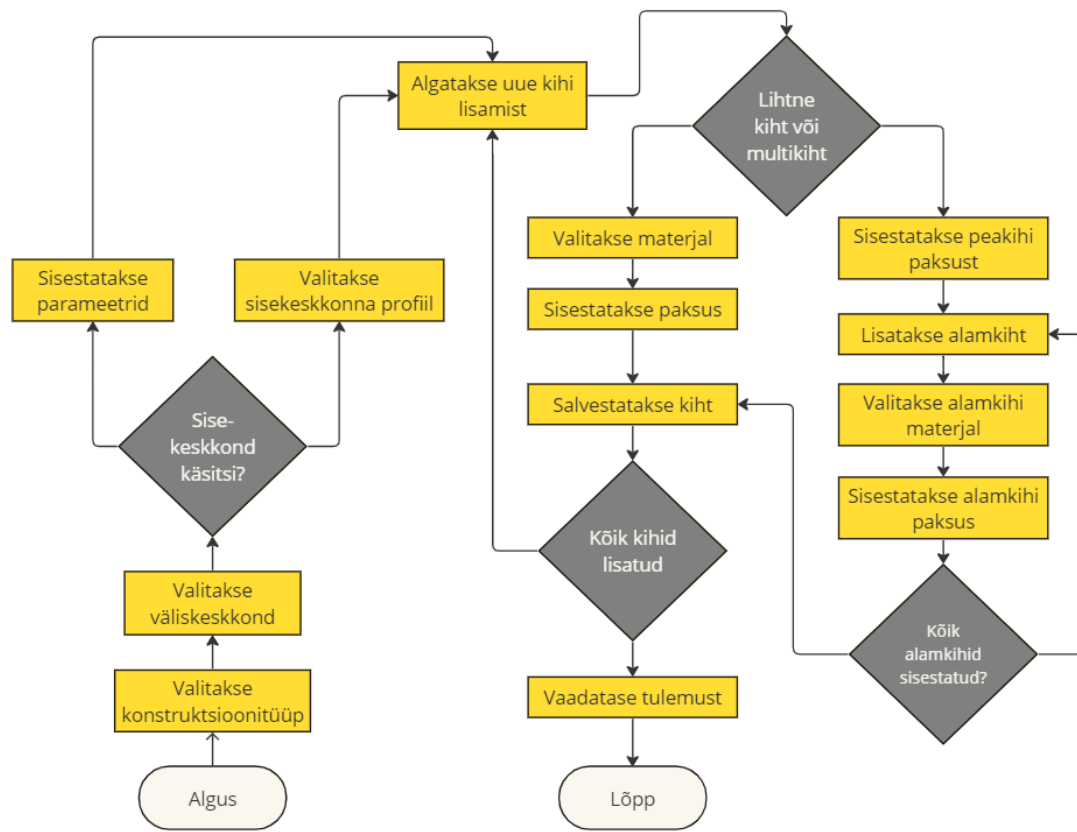 Algatakse uue kihi
lisamist
Lihtne
kiht või
multikiht
Valitakse materjal
Sisestatakse peakihi
paksust
Sisestatakse
parameetrid
Valitakse
sisekeskkonna profiil
Sisestatakse paksus
Lisatakse alamkiht
Salvestatakse kiht
Valitakse alamkihi
materjal
Sise-
keskkond
käsitsi?
Sisestatakse alamkihi
paksus
Kõik kihid
lisatud
Valitakse
väliskeskkond
Kõik
alamkihid
sisestatud?
Valitakse
konstruktsioonitüüp
Vaadatase tulemust
Algus
Lõpp